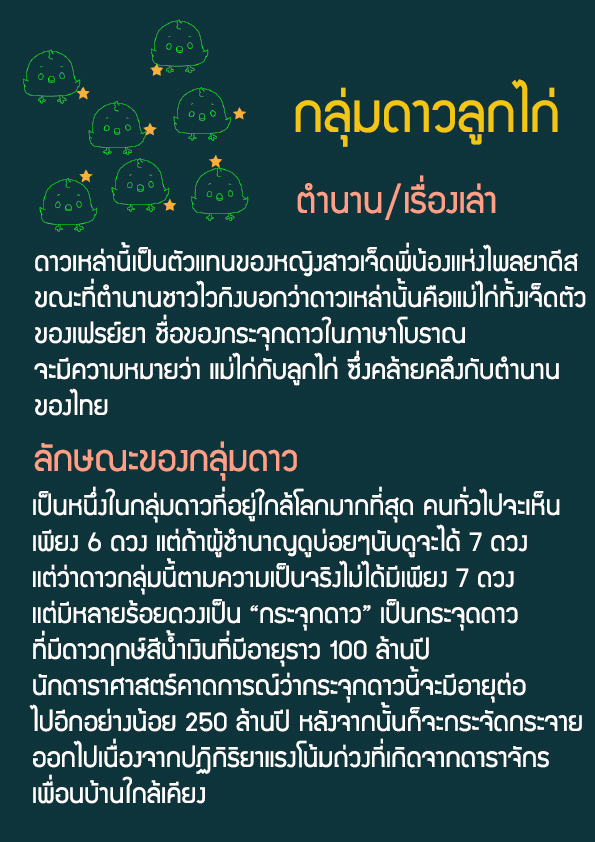 กลุ่มดาวลูกไก่
ตำนาน/เรื่องเล่า
ดาวเหล่านี้เป็นตัวแทนของหญิงสาวเจ็ดพี่น้องแห่งไพลยาดีส
ขณะที่ตำนานชาวไวกิงบอกว่าดาวเหล่านั้นคือแม่ไก่ทั้งเจ็ดตัว
ของเฟรย์ยา ชื่อของกระจุกดาวในภาษาโบราณ
จะมีความหมายว่า แม่ไก่กับลูกไก่ ซึ่งคล้ายคลึงกับตำนาน
ของไทย
ลักษณะของกลุ่มดาว
เป็นหนึ่งในกลุ่มดาวที่อยู่ใกล้โลกมากที่สุด คนทั่วไปจะเห็น
เพียง 6 ดวง แต่ถ้าผู้ชำนาญดูบ่อยๆนับดูจะได้ 7 ดวง
แต่ว่าดาวกลุ่มนี้ตามความเป็นจริงไม่ได้มีเพียง 7 ดวง
แต่มีหลายร้อยดวงเป็น “กระจุกดาว” เป็นกระจุดดาว
ที่มีดาวฤกษ์สีน้ำเงินที่มีอายุราว 100 ล้านปี
นักดาราศาสตร์คาดการณ์ว่ากระจุกดาวนี้จะมีอายุต่อ
ไปอีกอย่างน้อย 250 ล้านปี หลังจากนั้นก็จะกระจัดกระจาย
ออกไปเนื่องจากปฏิกิริยาแรงโน้มถ่วงที่เกิดจากดาราจักร
เพื่อนบ้านใกล้เคียง